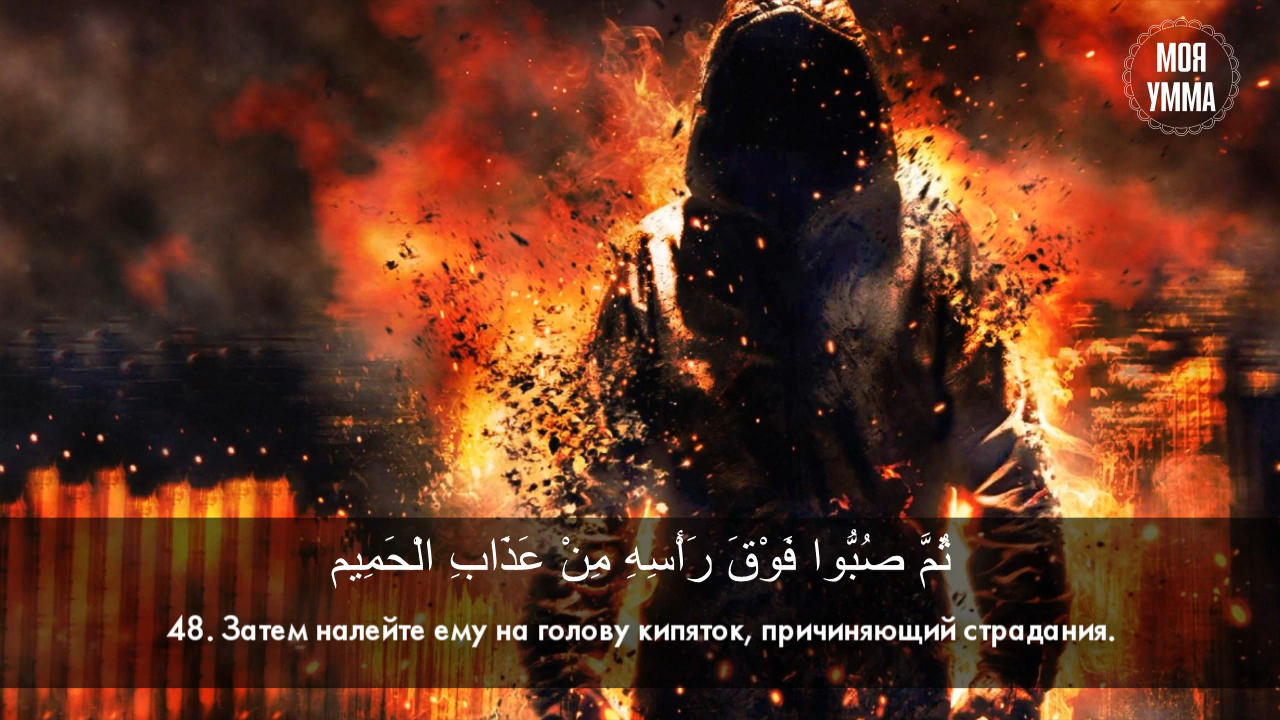 МОЯ
УММА
ثُمَّ صُبُّوا فَوْقَ رَأْسِهِ مِنْ عَذَابِ الْحَمِيمِ
48. Затем налейте ему на голову кипяток, причиняющий страдания.